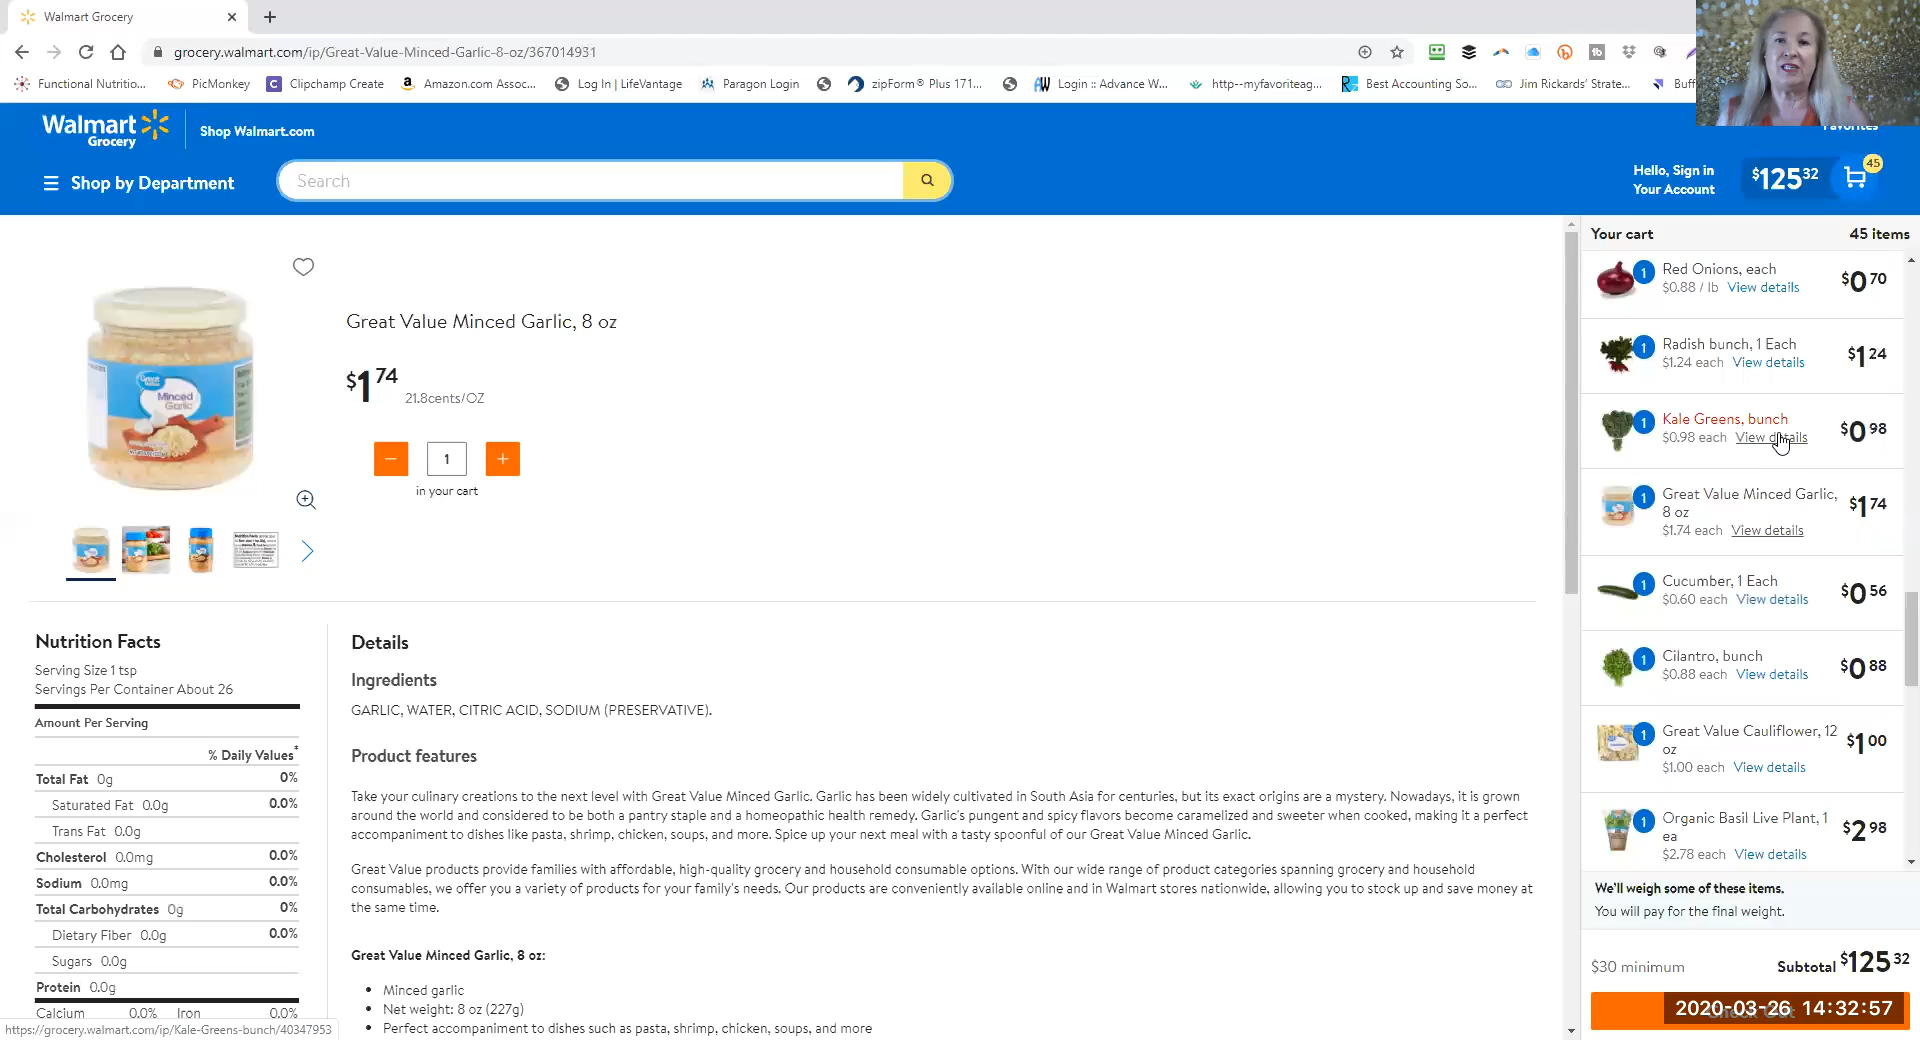 Walmart Grocery
grocery.walmart.com/ip/Great-Value-Minced-Garlic-8-oz/367014931
Functional Nutritio...
PicMonkey
Clipchamp Create
Amazon.com Assoc...
Log In | LifeVantage
Paragon Login
zipForm® Plus 171...
Login :: Advance W...
http--myfavoriteag...
Best Accounting So...
Jim Rickards' Strate...
Buff
Walmart
Grocery
Shop Walmart.com
Favorites
Shop by Department
Search
Hello, Sign in
Your Account
$125 32
45
Great Value Minced Garlic, 8 oz
$1 74
21.8cents/OZ
− 1 +
in your cart
Great Value
Minced
Garlic
Nutrition Facts
Serving Size 1 tsp
Servings Per Container About 26
Amount Per Serving
% Daily Values*
Total Fat 0g 0%
Saturated Fat 0.0g 0.0%
Trans Fat 0.0g
Cholesterol 0.0mg 0.0%
Sodium 0.0mg 0.0%
Total Carbohydrates 0g 0%
Dietary Fiber 0.0g 0.0%
Sugars 0.0g
Protein 0.0g
Calcium 0.0% Iron 0.0%
https://grocery.walmart.com/ip/Kale-Greens-bunch/40347953
Details
Ingredients
GARLIC, WATER, CITRIC ACID, SODIUM (PRESERVATIVE).
Product features
Take your culinary creations to the next level with Great Value Minced Garlic. Garlic has been widely cultivated in South Asia for centuries, but its exact origins are a mystery. Nowadays, it is grown
around the world and considered to be both a pantry staple and a homeopathic health remedy. Garlic's pungent and spicy flavors become caramelized and sweeter when cooked, making it a perfect
accompaniment to dishes like pasta, shrimp, chicken, soups, and more. Spice up your next meal with a tasty spoonful of our Great Value Minced Garlic.
Great Value products provide families with affordable, high-quality grocery and household consumable options. With our wide range of product categories spanning grocery and household
consumables, we offer you a variety of products for your family's needs. Our products are conveniently available online and in Walmart stores nationwide, allowing you to stock up and save money at
the same time.
Great Value Minced Garlic, 8 oz:
• Minced garlic
• Net weight: 8 oz (227g)
• Perfect accompaniment to dishes such as pasta, shrimp, chicken, soups, and more
Your cart 45 items
1 Red Onions, each $0 70
$0.88 / lb View details
1 Radish bunch, 1 Each $1 24
$1.24 each View details
1 Kale Greens, bunch $0 98
$0.98 each View details
1 Great Value Minced Garlic, $1 74
8 oz
$1.74 each View details
1 Cucumber, 1 Each $0 56
$0.60 each View details
1 Cilantro, bunch $0 88
$0.88 each View details
1 Great Value Cauliflower, 12 $1 00
oz
$1.00 each View details
1 Organic Basil Live Plant, 1 $2 98
ea
$2.78 each View details
We'll weigh some of these items.
You will pay for the final weight.
$30 minimum Subtotal $125 32
Check Out
2020-03-26 14:32:57